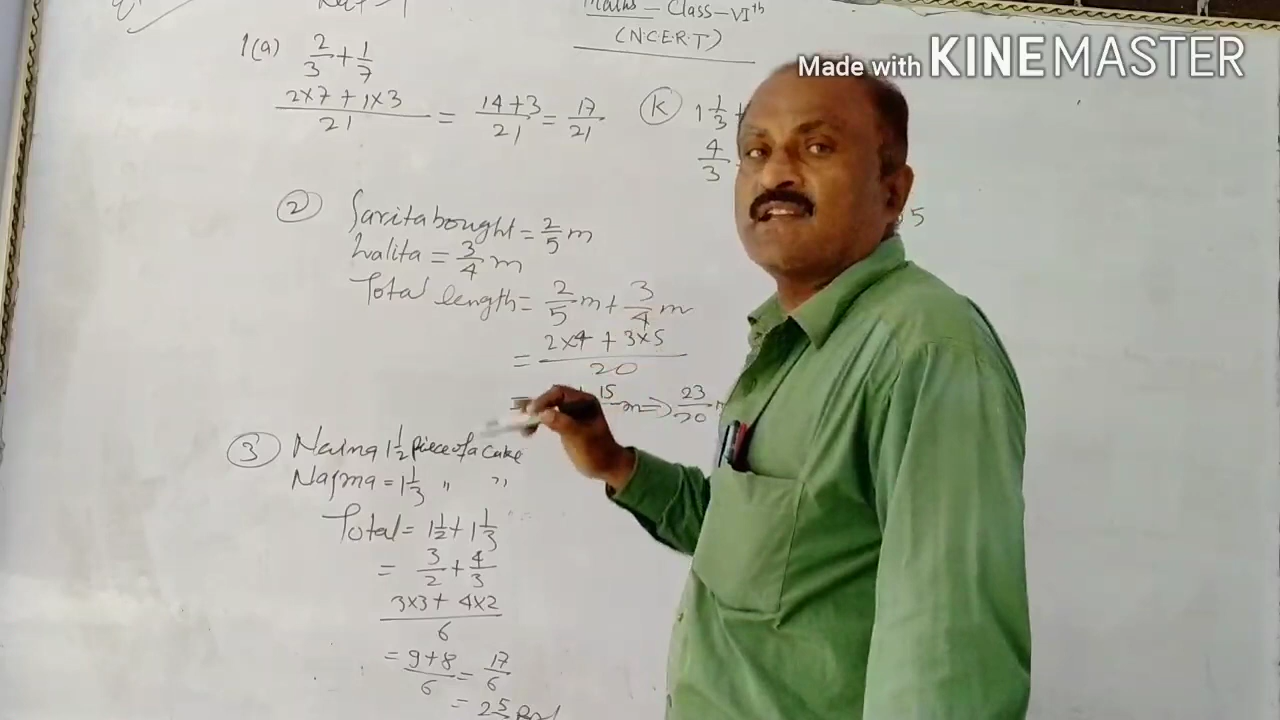 Maths - Class - VIth
(N.C.E.R.T)
Made with KINEMASTER
1(a) 2/3 + 1/7
2×7 + 1×3 / 21 = 14+3 / 21 = 17/21
(K) 1 1/3 +
4/3
5
(2) Sarita bought = 2/5 m
Lalita = 3/4 m
Total length = 2/5 m + 3/4 m
= 2×4 + 3×5 / 20
= 15 m => 23/20
(3) Naina 1 1/2 piece of a cake
Najma = 1 1/3 " "
Total = 1 1/2 + 1 1/3
= 3/2 + 4/3
3×3 + 4×2 / 6
= 9+8 / 6 = 17/6
= 2 5